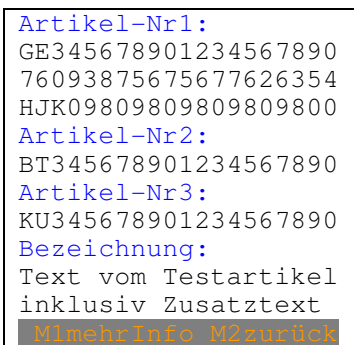 Artikel-Nr1:
GE345678901234567890
76093875675677626354
HJK09809809809809800
Artikel-Nr2:
BT345678901234567890
Artikel-Nr3:
KU345678901234567890
Bezeichnung:
Text vom Testartikel
inklusiv Zusatztext
M1mehrInfo M2zurück